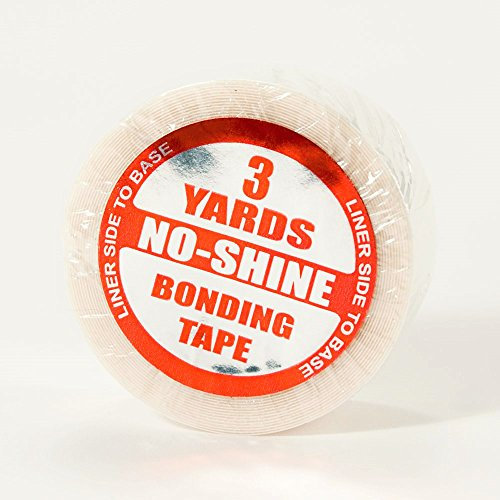 3
YARDS
NO-SHINE
BONDING
TAPE
LINER SIDE TO BASE
LINER SIDE TO BASE